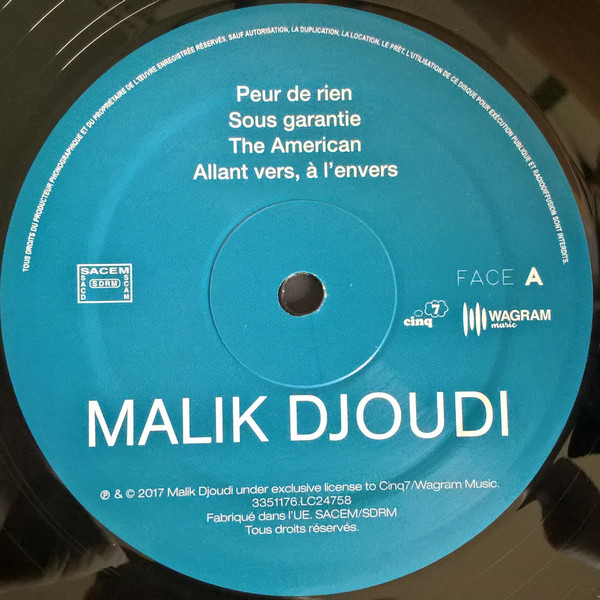 TOUS DROITS DU PRODUCTEUR PHONOGRAPHIQUE ET DU PROPRIÉTAIRE DE L'ŒUVRE ENREGISTRÉE RÉSERVÉS. SAUF AUTORISATION, LA DUPLICATION, LA LOCATION, LE PRÊT, L'UTILISATION DE CE DISQUE POUR EXÉCUTION PUBLIQUE ET RADIODIFFUSION SONT INTERDITS.
Peur de rien
Sous garantie
The American
Allant vers, à l'envers
SACEM
SACD
SDRM
SCAM
FACE A
cinq 7
WAGRAM
music
MALIK DJOUDI
℗ & © 2017 Malik Djoudi under exclusive license to Cinq7/Wagram Music.
3351176.LC24758
Fabriqué dans l'UE. SACEM/SDRM
Tous droits réservés.